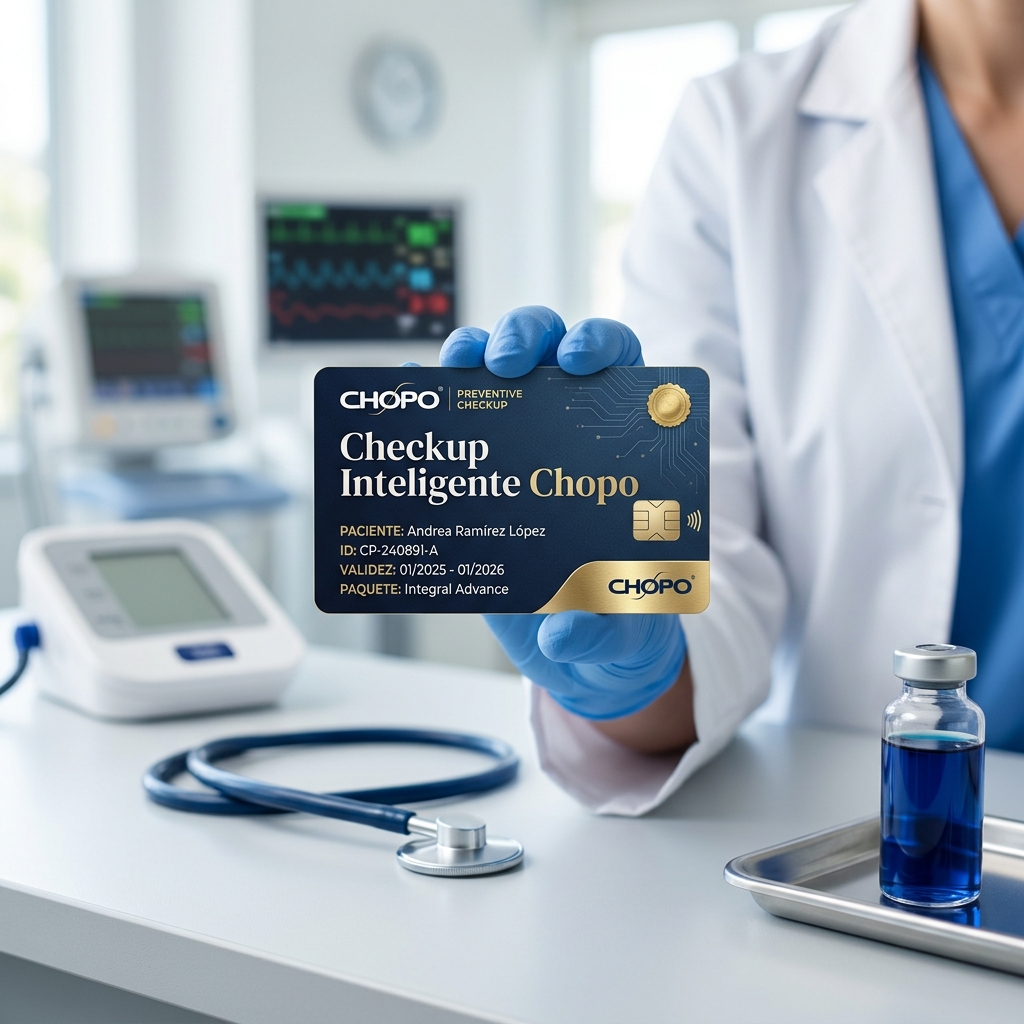 CHOPO® PREVENTIVE
CHECKUP
Checkup
Inteligente Chopo
PACIENTE: Andrea Ramírez López
ID: CP-240891-A
VALIDEZ: 01/2025 - 01/2026
PAQUETE: Integral Advance
CHOPO®